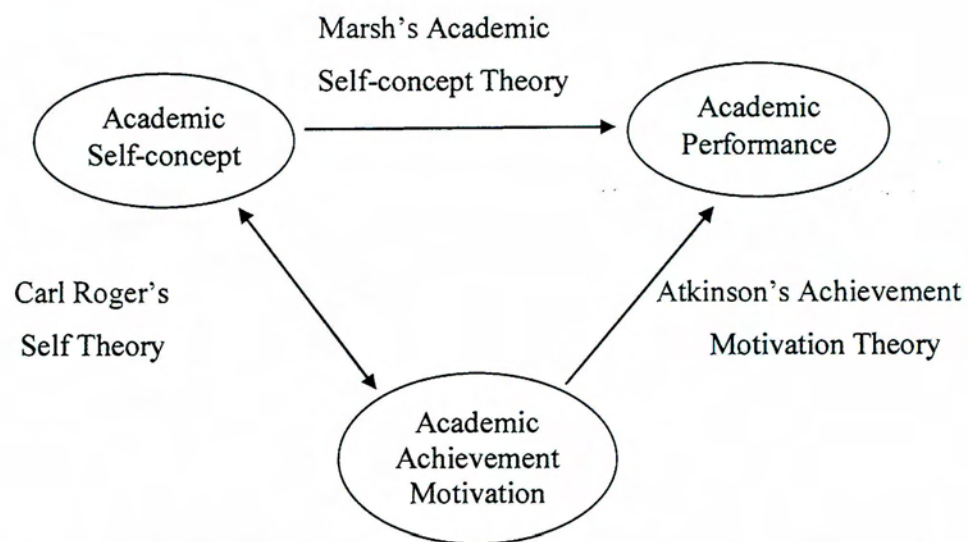 Marsh's Academic
Self-concept Theory
Academic
Self-concept
Academic
Performance
Carl Roger's
Self Theory
Atkinson's Achievement
Motivation Theory
Academic
Achievement
Motivation